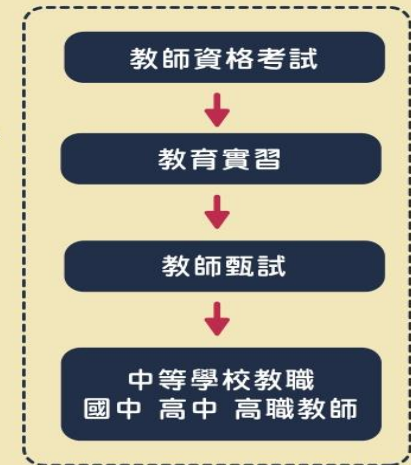 教師資格考試
教育實習
教師甄試
中等學校教職
國中 高中 高職教師